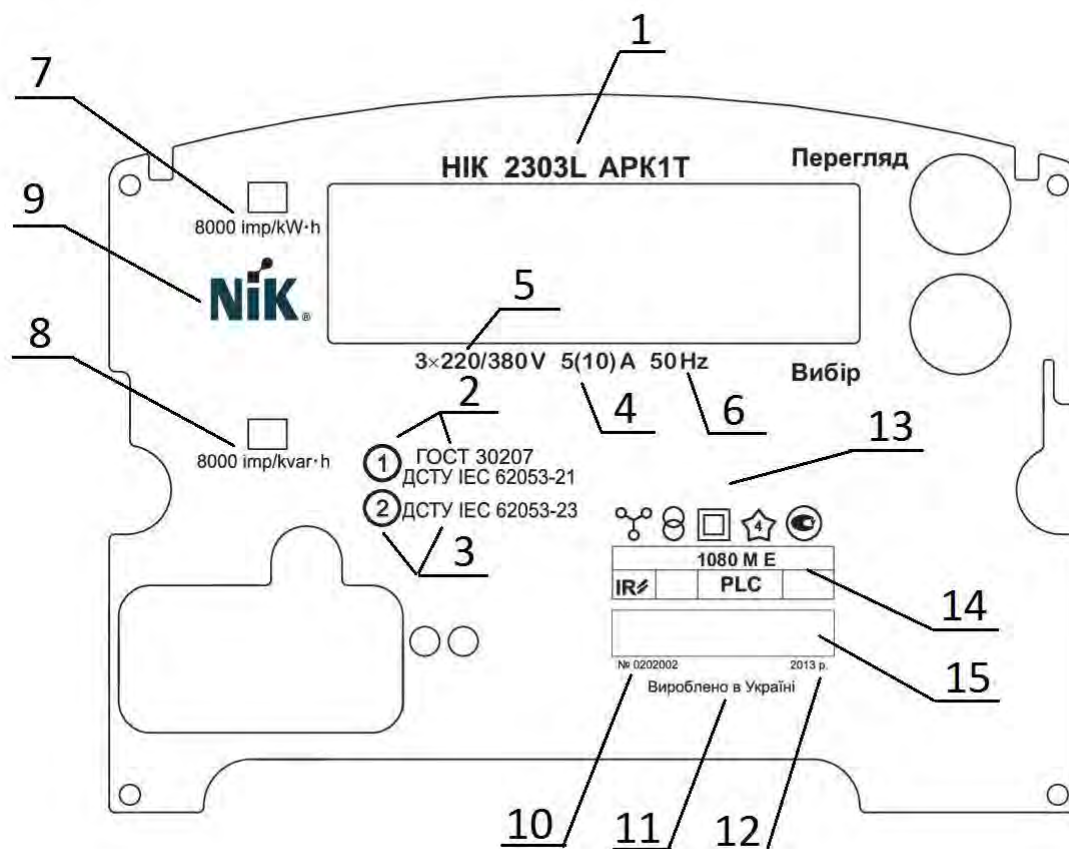 1
7
НІК 2303L АРК1Т
Перегляд
8000 imp/kW·h
9
NiK®
5
8
3×220/380 V 5(10) A 50 Hz
Вибір
2
4
6
13
8000 imp/kvar·h
1 ГОСТ 30207
ДСТУ IEC 62053-21
2 ДСТУ IEC 62053-23
3
4
1080 M E
IR PLC
14
№ 0202002 2013 р.
15
Вироблено в Україні
10
11
12